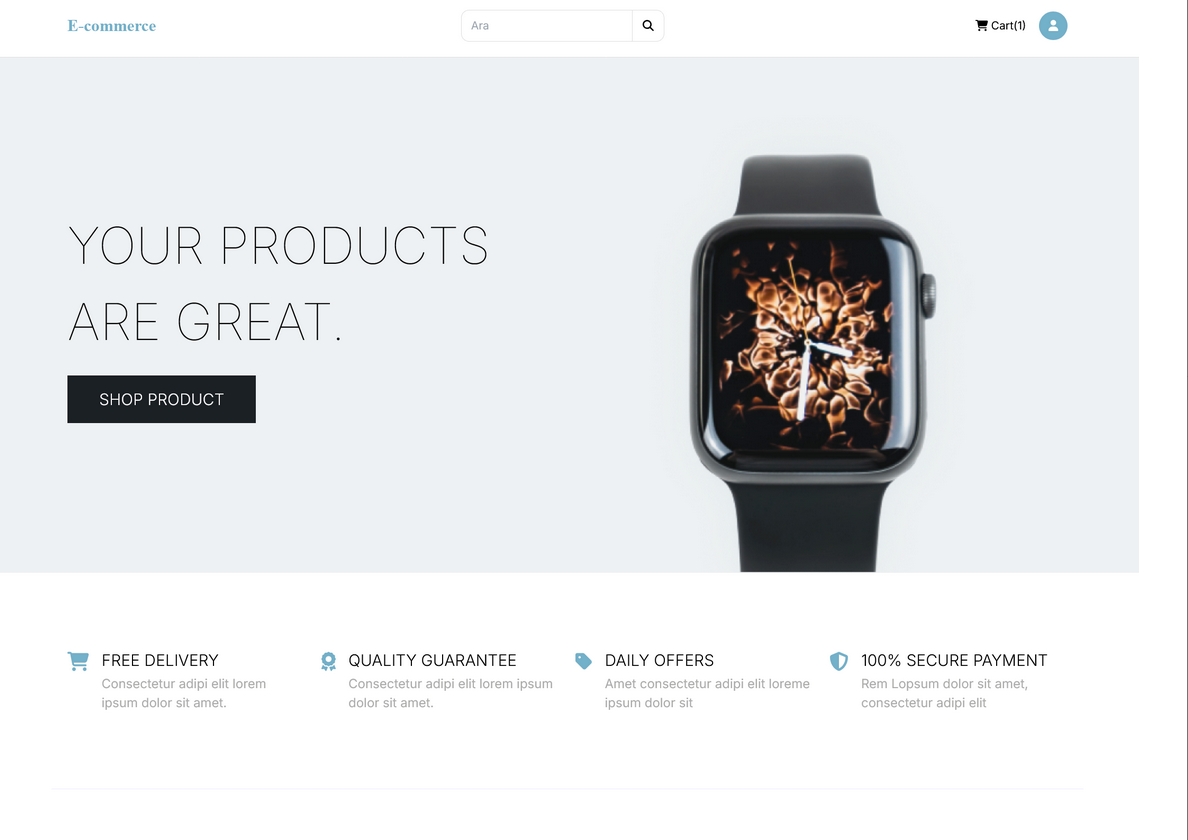 E-commerce
Ara
Cart(1)
YOUR PRODUCTS
ARE GREAT.
SHOP PRODUCT
FREE DELIVERY
Consectetur adipi elit lorem
ipsum dolor sit amet.
QUALITY GUARANTEE
Consectetur adipi elit lorem ipsum
dolor sit amet.
DAILY OFFERS
Amet consectetur adipi elit loreme
ipsum dolor sit
100% SECURE PAYMENT
Rem Lopsum dolor sit amet,
consectetur adipi elit